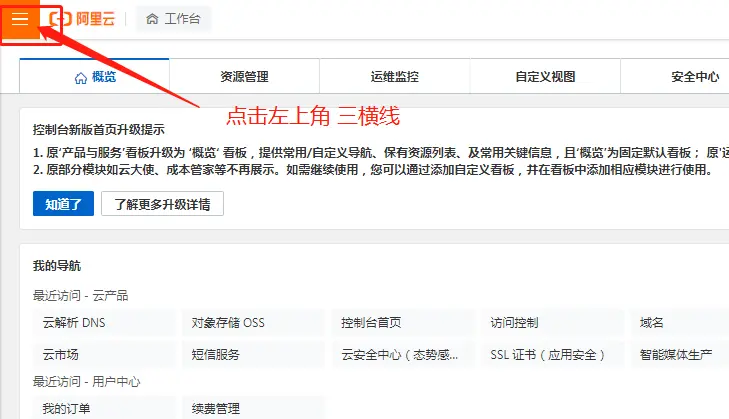 阿里云 工作台
概览 资源管理 运维监控 自定义视图 安全中心
点击左上角 三横线
控制台新版首页升级提示
1. 原‘产品与服务’看板升级为 ‘概览’ 看板，提供常用/自定义导航、保有资源列表、及常用关键信息，且‘概览’为固定默认看板； 原‘运
2. 原部分模块如云大使、成本管家等不再展示。如需继续使用，您可以通过添加自定义看板，并在看板中添加相应模块进行使用。
知道了 了解更多升级详情
我的导航
最近访问 - 云产品
云解析 DNS 对象存储 OSS 控制台首页 访问控制 域名
云市场 短信服务 云安全中心（态势感... SSL 证书（应用安全） 智能媒体生产
最近访问 - 用户中心
我的订单 续费管理